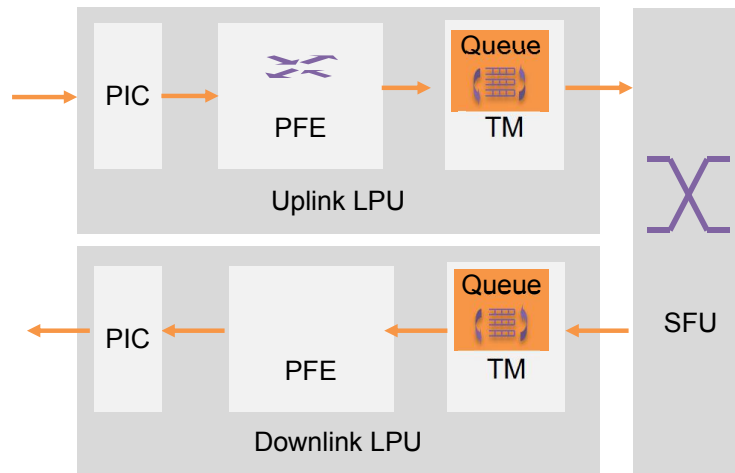 PIC
PFE
Queue
TM
Uplink LPU
PIC
PFE
Queue
TM
Downlink LPU
SFU